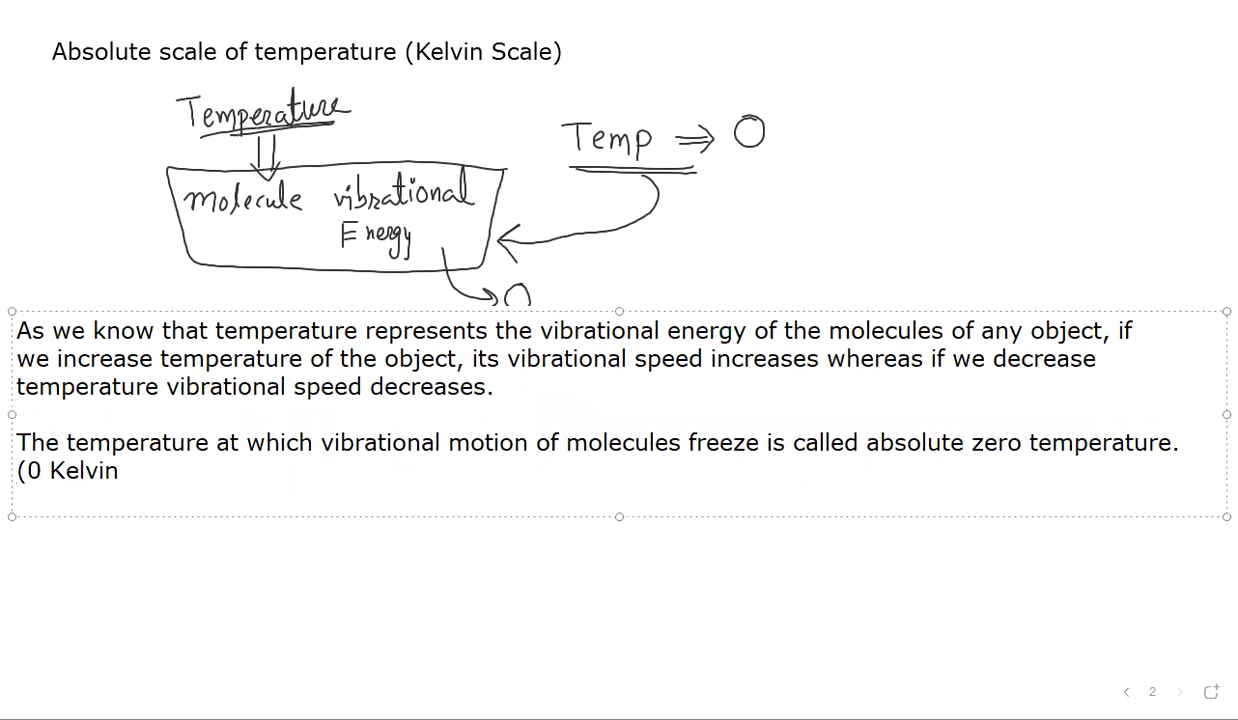 Absolute scale of temperature (Kelvin Scale)
Temperature
Temp ⇒ 0
Molecule vibrational
Energy
0
As we know that temperature represents the vibrational energy of the molecules of any object, if
we increase temperature of the object, its vibrational speed increases whereas if we decrease
temperature vibrational speed decreases.
The temperature at which vibrational motion of molecules freeze is called absolute zero temperature.
(0 Kelvin
2